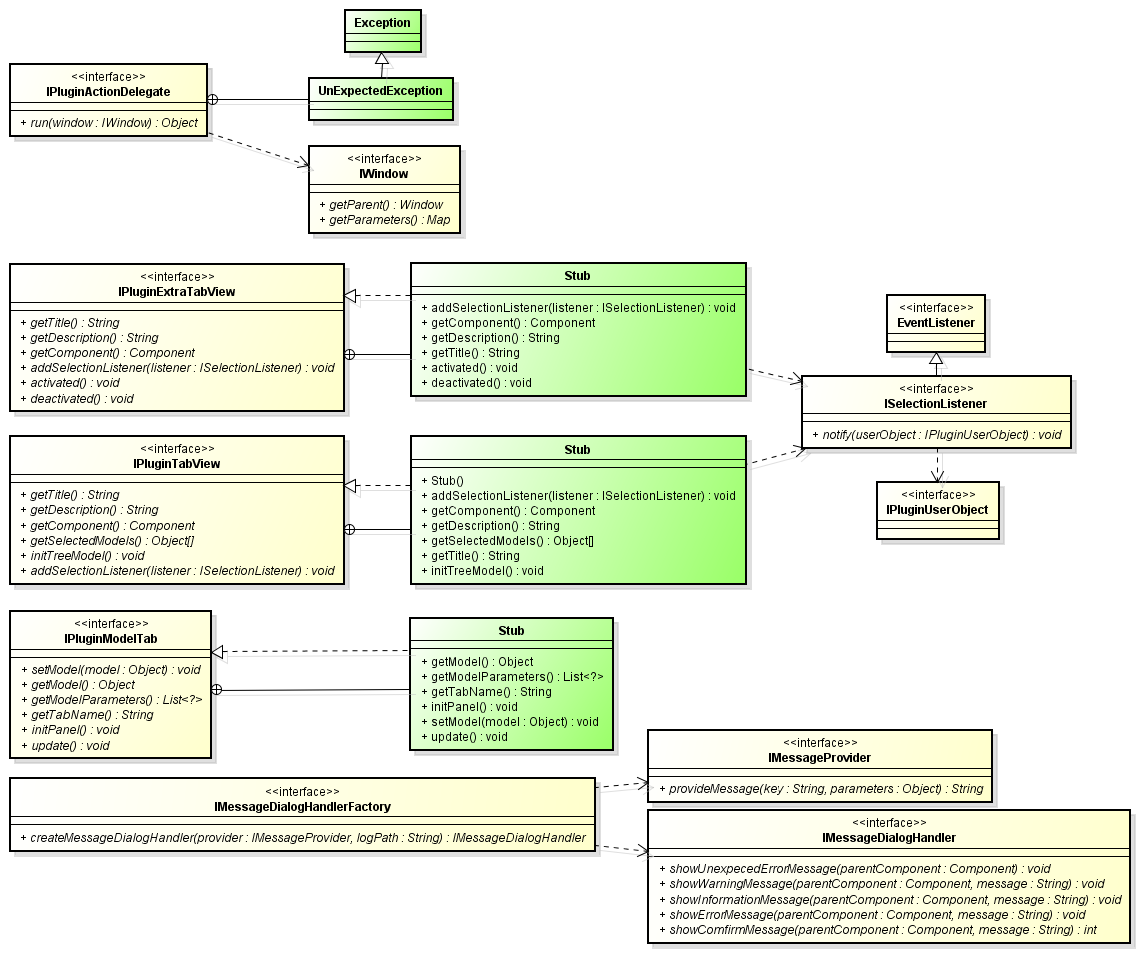 Exception
<<interface>>
IPluginActionDelegate
+ run(window : IWindow) : Object
UnExpectedException
<<interface>>
IWindow
+ getParent() : Window
+ getParameters() : Map
<<interface>>
IPluginExtraTabView
+ getTitle() : String
+ getDescription() : String
+ getComponent() : Component
+ addSelectionListener(listener : ISelectionListener) : void
+ activated() : void
+ deactivated() : void
Stub
+ addSelectionListener(listener : ISelectionListener) : void
+ getComponent() : Component
+ getDescription() : String
+ getTitle() : String
+ activated() : void
+ deactivated() : void
<<interface>>
EventListener
<<interface>>
ISelectionListener
+ notify(userObject : IPluginUserObject) : void
<<interface>>
IPluginUserObject
<<interface>>
IPluginTabView
+ getTitle() : String
+ getDescription() : String
+ getComponent() : Component
+ getSelectedModels() : Object[]
+ initTreeModel() : void
+ addSelectionListener(listener : ISelectionListener) : void
Stub
+ Stub()
+ addSelectionListener(listener : ISelectionListener) : void
+ getComponent() : Component
+ getDescription() : String
+ getSelectedModels() : Object[]
+ getTitle() : String
+ initTreeModel() : void
<<interface>>
IPluginModelTab
+ setModel(model : Object) : void
+ getModel() : Object
+ getModelParameters() : List<?>
+ getTabName() : String
+ initPanel() : void
+ update() : void
Stub
+ getModel() : Object
+ getModelParameters() : List<?>
+ getTabName() : String
+ initPanel() : void
+ setModel(model : Object) : void
+ update() : void
<<interface>>
IMessageProvider
+ provideMessage(key : String, parameters : Object) : String
<<interface>>
IMessageDialogHandlerFactory
+ createMessageDialogHandler(provider : IMessageProvider, logPath : String) : IMessageDialogHandler
<<interface>>
IMessageDialogHandler
+ showUnexpecedErrorMessage(parentComponent : Component) : void
+ showWarningMessage(parentComponent : Component, message : String) : void
+ showInformationMessage(parentComponent : Component, message : String) : void
+ showErrorMessage(parentComponent : Component, message : String) : void
+ showComfirmMessage(parentComponent : Component, message : String) : int